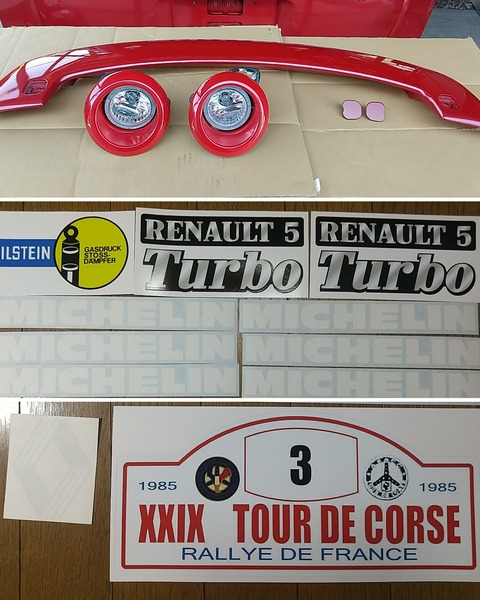 ILSTEIN
GASDRUCK
STOSS-
DÄMPFER
RENAULT 5
Turbo
RENAULT 5
Turbo
MICHELIN
MICHELIN
MICHELIN
MICHELIN
MICHELIN
MICHELIN
3
1985
1985
XXIX TOUR DE CORSE
RALLYE DE FRANCE